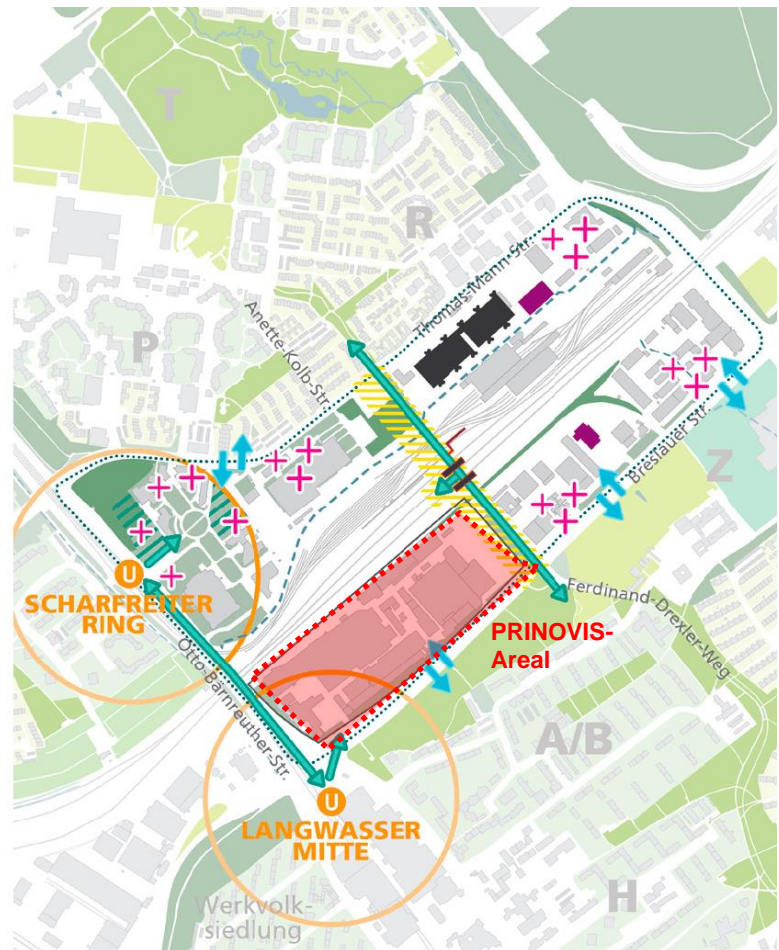 T
R
Thomas-Mann-Str.
Anette-Kolb-Str.
P
Breslauer Str.
Z
U
SCHARFREITER
RING
Ferdinand-Drexler-Weg
PRINOVIS-
Areal
Otto-Bärnreuther-Str.
A/B
U
LANGWASSER
MITTE
H
Werkvolk-
siedlung